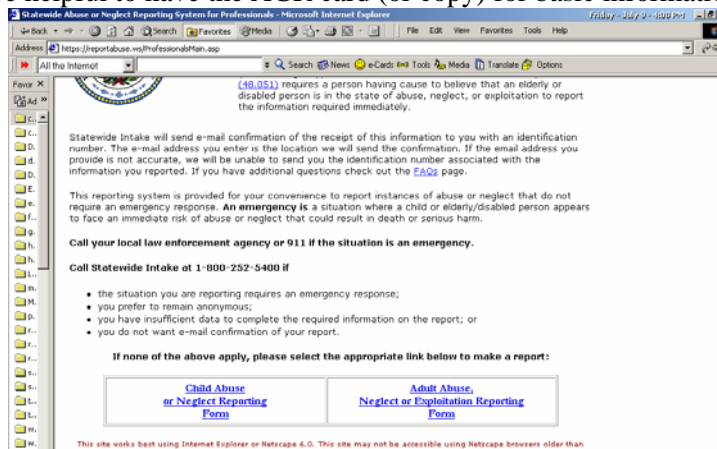 e helpful to have the ACR card (or copy) for basic informati
Statewide Abuse or Neglect Reporting System for Professionals - Microsoft Internet Explorer
Back Search Favorites Media File Edit View Favorites Tools Help
Address https://reportabuse.ws/ProfessionalsMain.asp
All the Internet Search News e-Cards Tools Media Translate Options
Favor X
Ad »
(48.051) requires a person having cause to believe that an elderly or
disabled person is in the state of abuse, neglect, or exploitation to report
the information required immediately.
Statewide Intake will send e-mail confirmation of the receipt of this information to you with an identification
number. The e-mail address you enter is the location we will send the confirmation. If the email address you
provide is not accurate, we will be unable to send you the identification number associated with the
information you reported. If you have additional questions check out the FAQs page.
This reporting system is provided for your convenience to report instances of abuse or neglect that do not
require an emergency response. An emergency is a situation where a child or elderly/disabled person appears
to face an immediate risk of abuse or neglect that could result in death or serious harm.
Call your local law enforcement agency or 911 if the situation is an emergency.
Call Statewide Intake at 1-800-252-5400 if
• the situation you are reporting requires an emergency response;
• you prefer to remain anonymous;
• you have insufficient data to complete the required information on the report; or
• you do not want e-mail confirmation of your report.
If none of the above apply, please select the appropriate link below to make a report:
Child Abuse
or Neglect Reporting
Form
Adult Abuse,
Neglect or Exploitation Reporting
Form
This site works best using Internet Explorer or Netscape 6.0. This site may not be accessible using Netscape browsers older than